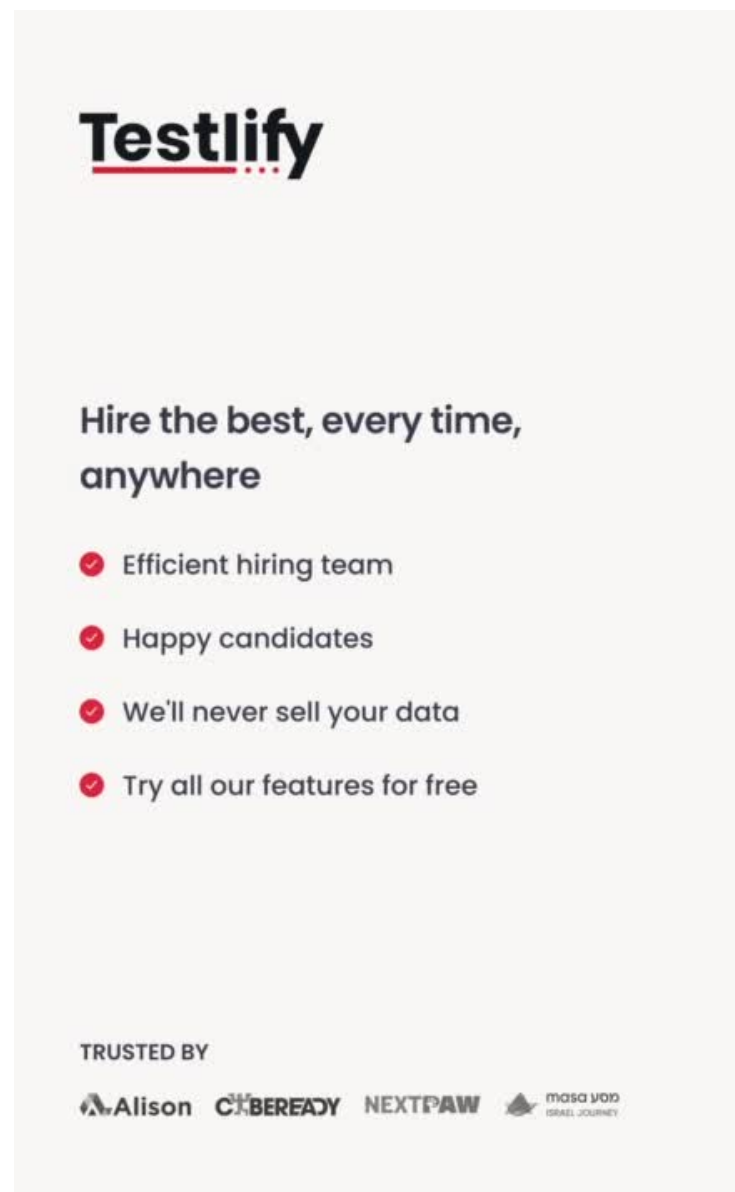 Testlify
Hire the best, every time,
anywhere
Efficient hiring team
Happy candidates
We'll never sell your data
Try all our features for free
TRUSTED BY
Alison CYBEREADY NEXTPAW masa מסע
ISRAEL JOURNEY